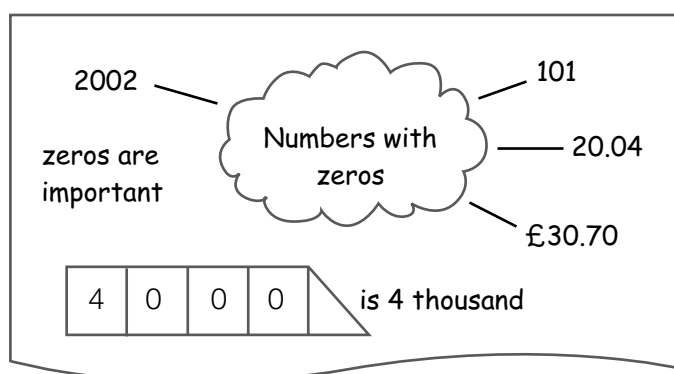 2002
101
Numbers with
zeros
20.04
zeros are
important
£30.70
4 0 0 0
is 4 thousand